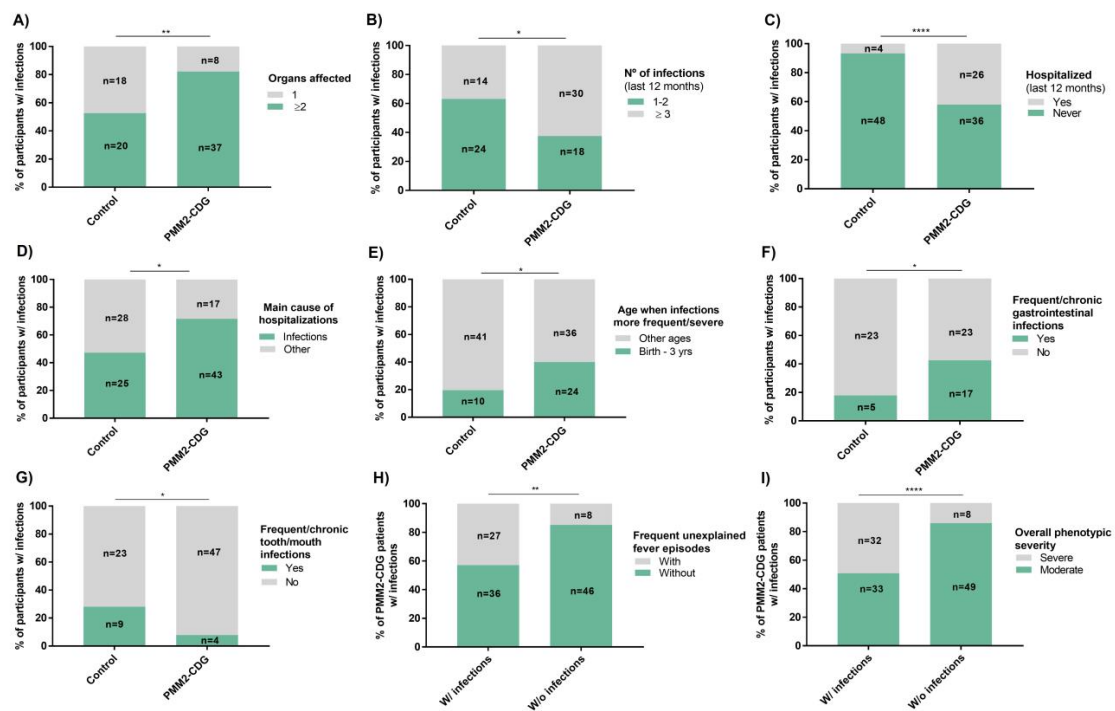 A)
**
% of participants w/ infections
100
80
60
40
20
0
n=18
n=8
n=20
n=37
Control
PMM2-CDG
Organs affected
1
≥2
B)
*
% of participants w/ infections
100
80
60
40
20
0
n=14
n=30
n=24
n=18
Control
PMM2-CDG
Nº of infections
(last 12 months)
1-2
≥ 3
C)
****
% of participants w/ infections
100
80
60
40
20
0
n=4
n=26
n=48
n=36
Control
PMM2-CDG
Hospitalized
(last 12 months)
Yes
Never
D)
*
% of participants w/ infections
100
80
60
40
20
0
n=28
n=17
n=25
n=43
Control
PMM2-CDG
Main cause of
hospitalizations
Infections
Other
E)
*
% of participants w/ infections
100
80
60
40
20
0
n=41
n=36
n=10
n=24
Control
PMM2-CDG
Age when infections
more frequent/severe
Other ages
Birth - 3 yrs
F)
*
% of participants w/ infections
100
80
60
40
20
0
n=23
n=23
n=5
n=17
Control
PMM2-CDG
Frequent/chronic
gastrointestinal
infections
Yes
No
G)
*
% of participants w/ infections
100
80
60
40
20
0
n=23
n=47
n=9
n=4
Control
PMM2-CDG
Frequent/chronic
tooth/mouth
infections
Yes
No
H)
**
% of PMM2-CDG patients
w/ infections
100
80
60
40
20
0
n=27
n=8
n=36
n=46
W/ infections
W/o infections
Frequent unexplained
fever episodes
With
Without
I)
****
% of PMM2-CDG patients
w/ infections
100
80
60
40
20
0
n=32
n=8
n=33
n=49
W/ infections
W/o infections
Overall phenotypic
severity
Severe
Moderate